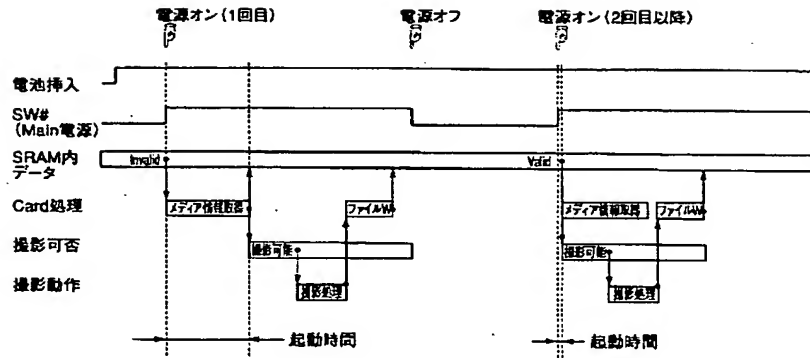 電源オン(1回目)
電源オフ
電源オン(2回目以降)
電池挿入
SW#
(Main電源)
SRAM内
データ
Invalid
Valid
Card処理
メディア情報取得
ファイルW
メディア情報取得
ファイルW
撮影可否
撮影可能
撮影可能
撮影動作
撮影処理
撮影処理
起動時間
起動時間